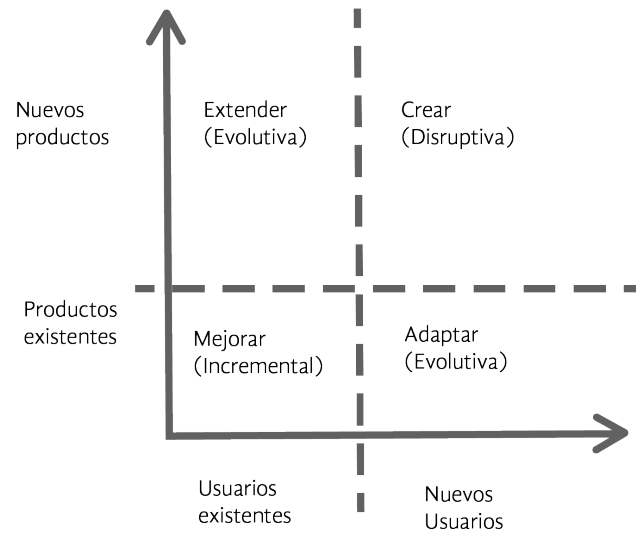 Nuevos
productos
Extender
(Evolutiva)
Crear
(Disruptiva)
Productos
existentes
Mejorar
(Incremental)
Adaptar
(Evolutiva)
Usuarios
existentes
Nuevos
Usuarios